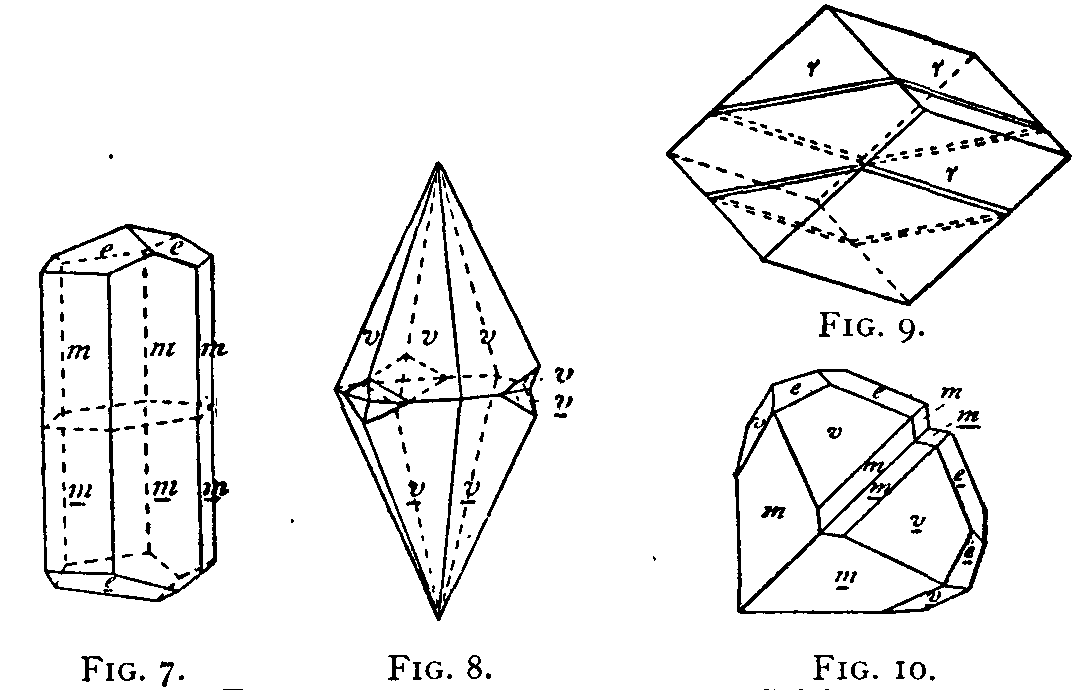 e e
m m m
m m m
e
FIG. 7.
v v v v
v
v v
FIG. 8.
r r
r
FIG. 9.
e e m
m
v v m e
m m v e
m v
FIG. 10.